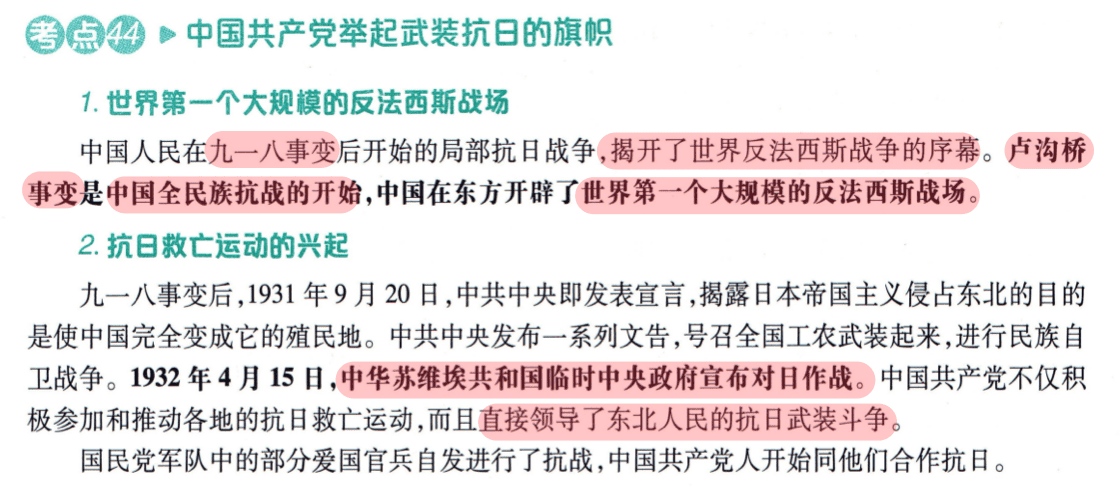 考点44 ▶ 中国共产党举起武装抗日的旗帜
1. 世界第一个大规模的反法西斯战场
中国人民在九一八事变后开始的局部抗日战争,揭开了世界反法西斯战争的序幕。卢沟桥
事变是中国全民族抗战的开始,中国在东方开辟了世界第一个大规模的反法西斯战场。
2. 抗日救亡运动的兴起
九一八事变后,1931年9月20日,中共中央即发表宣言,揭露日本帝国主义侵占东北的目的
是使中国完全变成它的殖民地。中共中央发布一系列文告,号召全国工农武装起来,进行民族自
卫战争。1932年4月15日,中华苏维埃共和国临时中央政府宣布对日作战。中国共产党不仅积
极参加和推动各地的抗日救亡运动,而且直接领导了东北人民的抗日武装斗争。
国民党军队中的部分爱国官兵自发进行了抗战,中国共产党人开始同他们合作抗日。